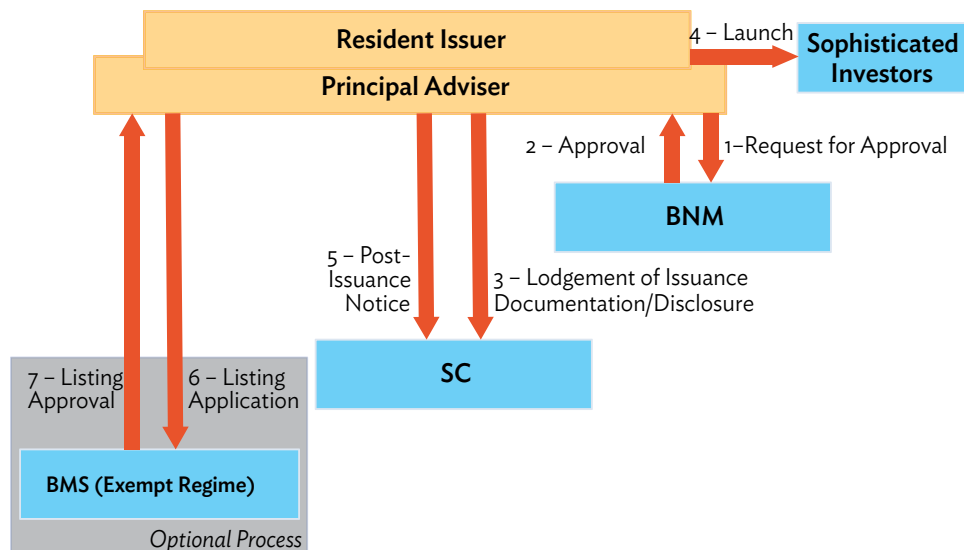 Resident Issuer
Principal Adviser
4 – Launch
Sophisticated
Investors
2 – Approval
1–Request for Approval
BNM
5 – Post-
Issuance
Notice
3 – Lodgement of Issuance
Documentation/Disclosure
SC
7 – Listing
Approval
6 – Listing
Application
BMS (Exempt Regime)
Optional Process